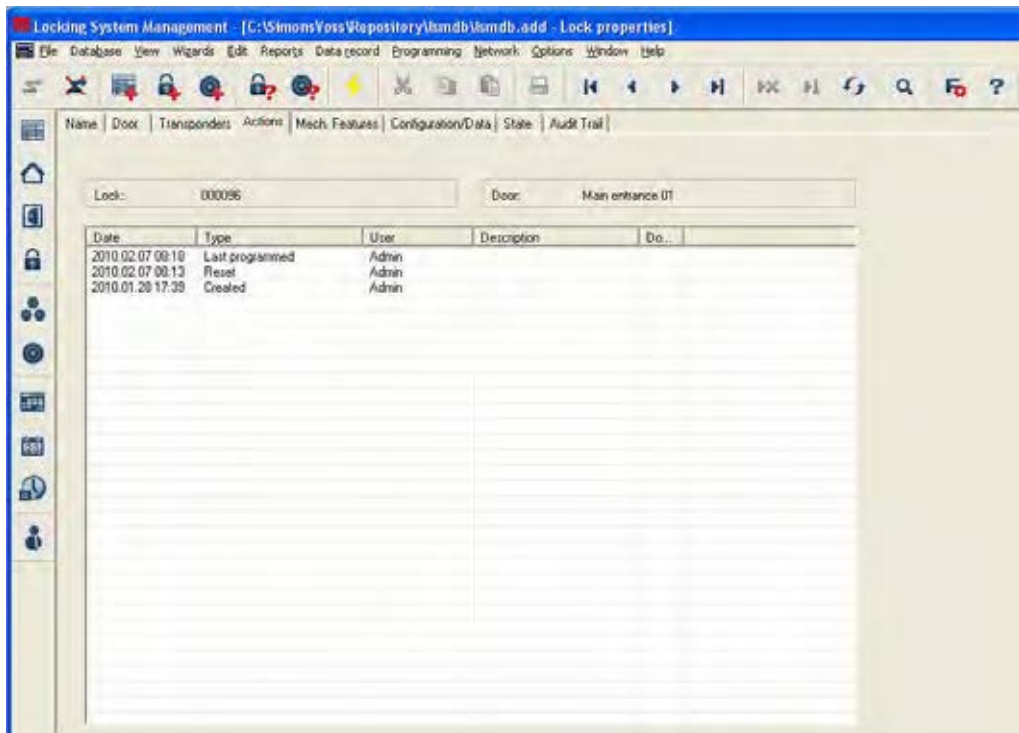 Locking System Management - [C:\SimonsVoss\Repository\lsmdb\lsmdb.add - Lock properties]
File Database View Wizards Edit Reports Data record Programming Network Options Window Help
Name Door Transponders Actions Mech. Features Configuration/Data State Audit Trail
Lock: 000096 Door: Main entrance 01
Date Type User Description Do...
2010.02.07 08:18 Last programmed Admin
2010.02.07 08:13 Reset Admin
2010.01.28 17:39 Created Admin